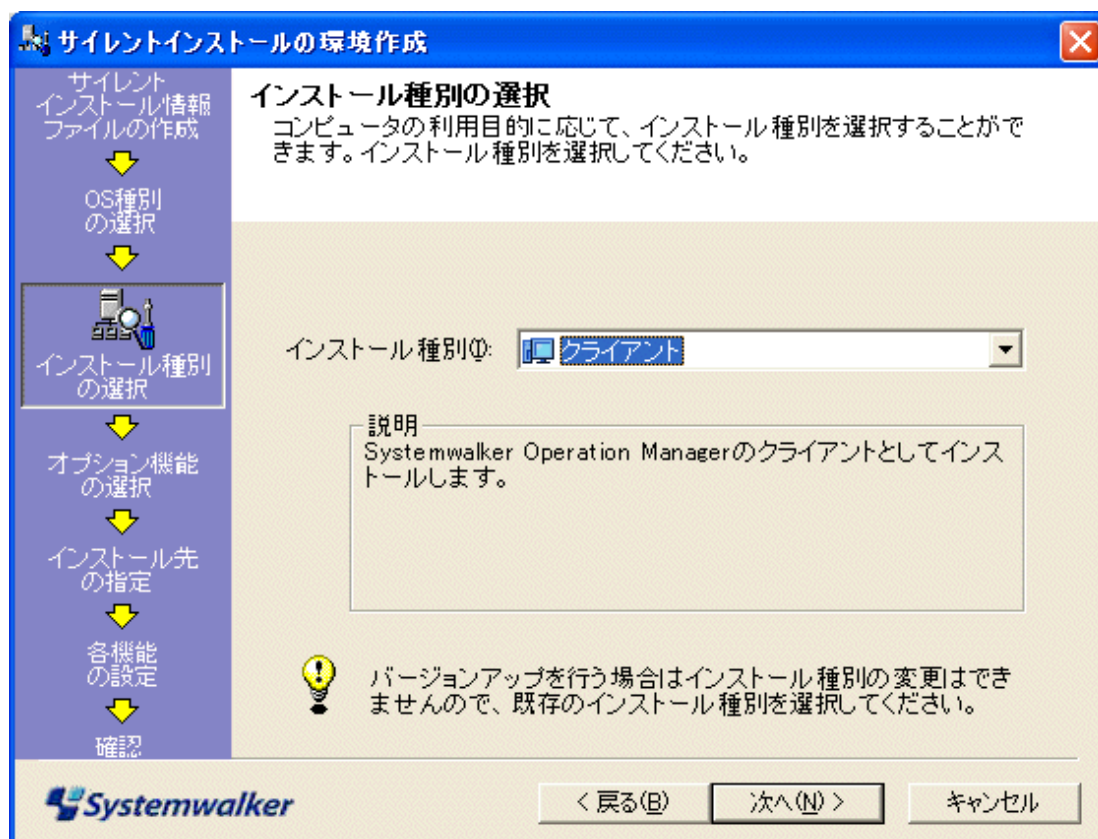 サイレントインストールの環境作成
サイレント
インストール情報
ファイルの作成
OS種別
の選択
インストール種別
の選択
オプション機能
の選択
インストール先
の指定
各機能
の設定
確認
インストール種別の選択
コンピュータの利用目的に応じて、インストール種別を選択することがで
きます。インストール種別を選択してください。
インストール種別(I): クライアント
説明
Systemwalker Operation Managerのクライアントとしてインス
トールします。
バージョンアップを行う場合はインストール種別の変更はでき
ませんので、既存のインストール種別を選択してください。
Systemwalker
< 戻る(B) 次へ(N) > キャンセル